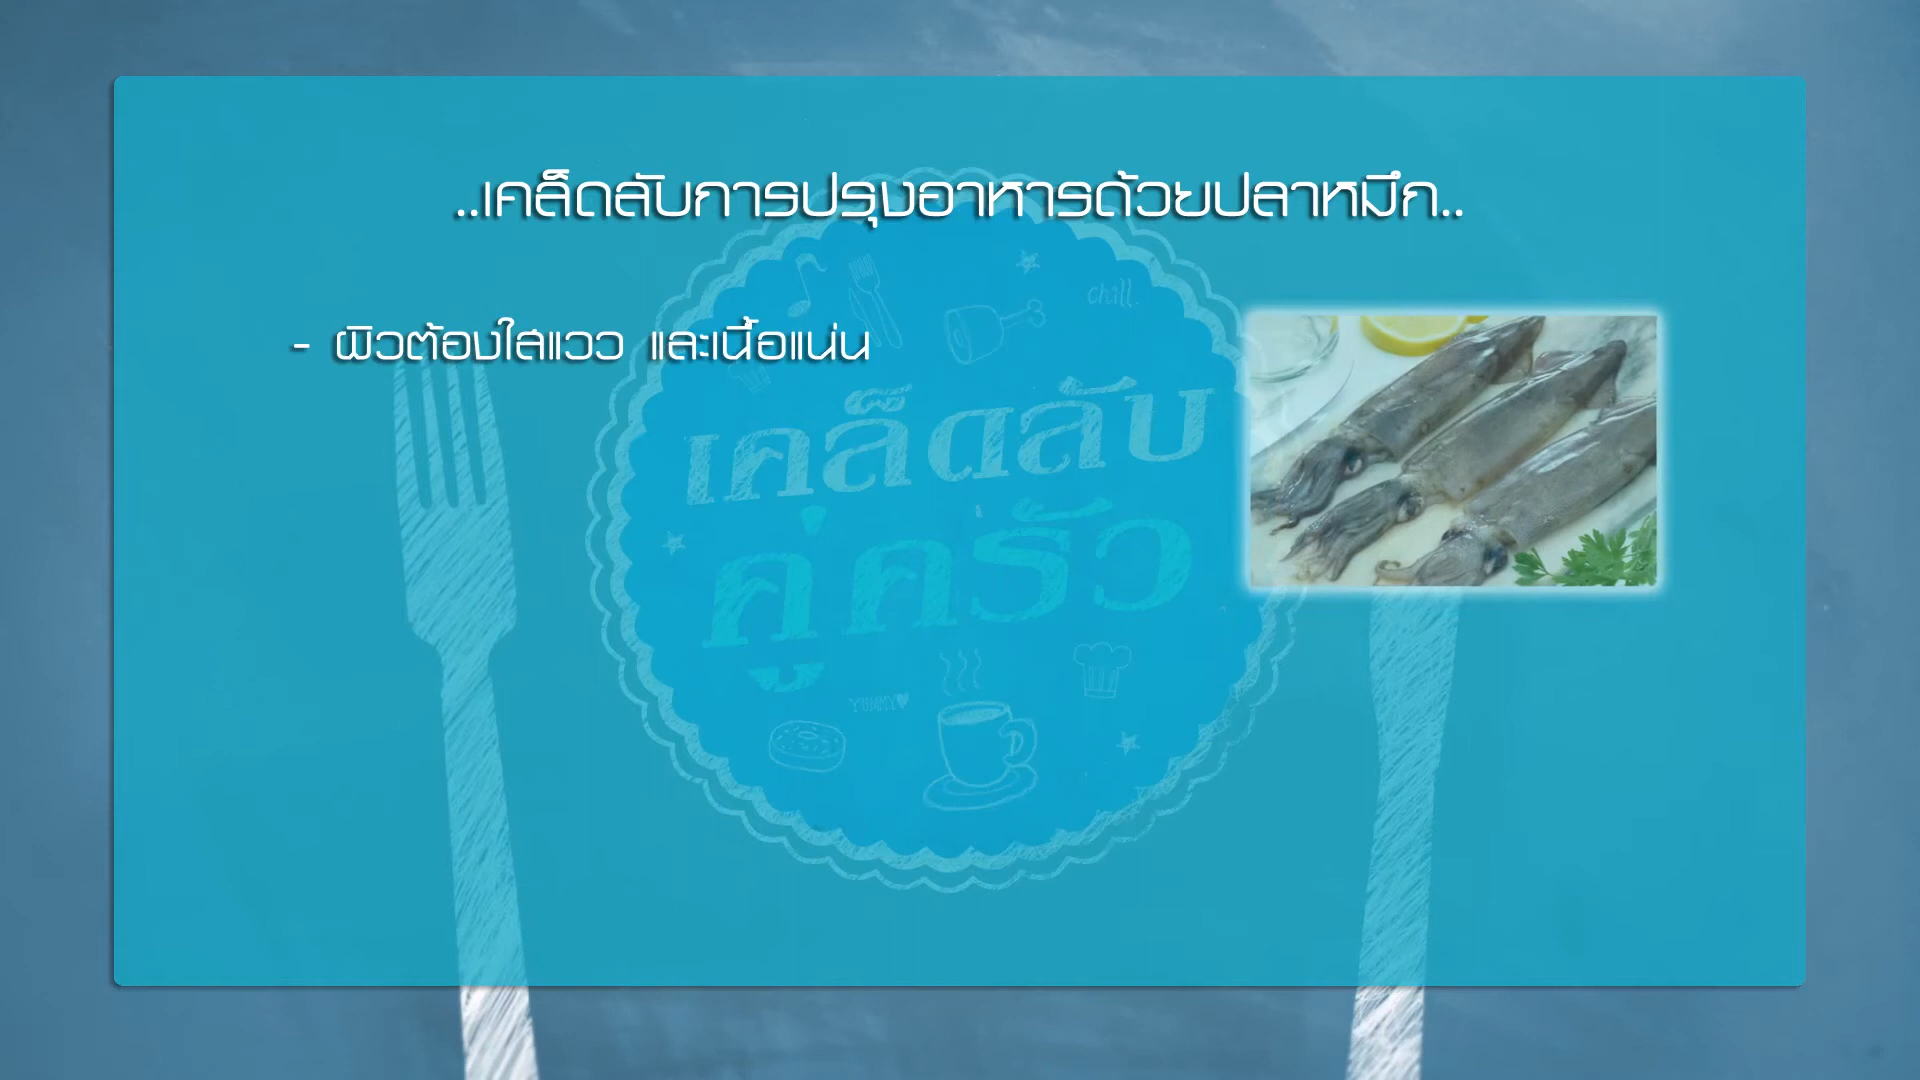 ..เคล็ดลับการปรุงอาหารด้วยปลาหมึก..
- ผิวต้องใสแวว และเนื้อแน่น
chill.
เคล็ดลับ
คู่ครัว
YUMMY